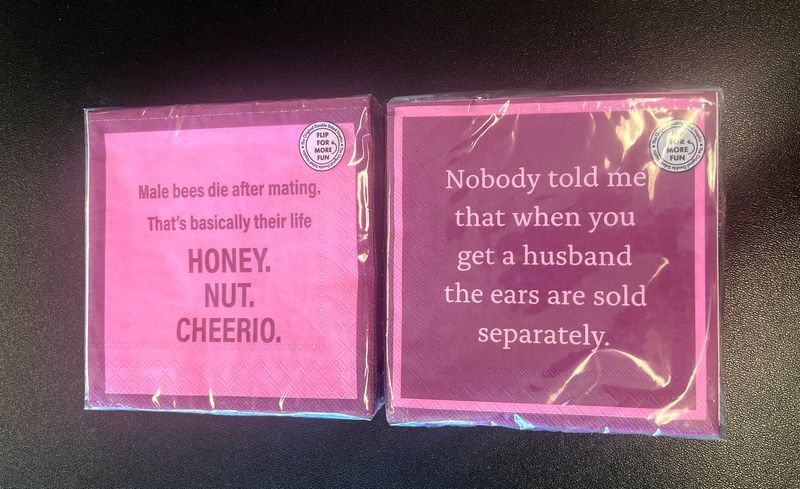 Male bees die after mating.
That's basically their life
HONEY.
NUT.
CHEERIO.
FLIP
FOR
MORE
FUN
Nobody told me
that when you
get a husband
the ears are sold
separately.
FLIP
FOR
MORE
FUN